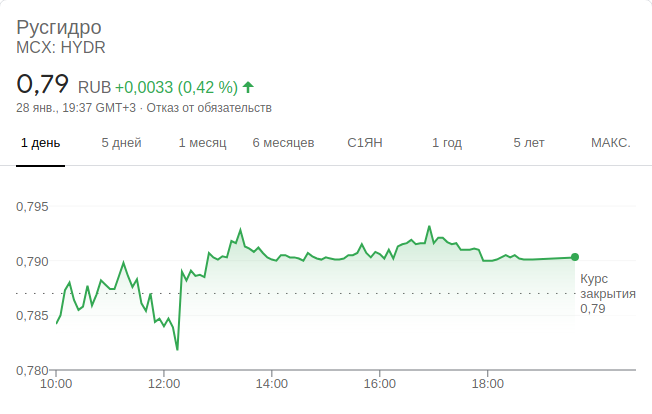 Русгидро
MCX: HYDR
0,79 RUB +0,0033 (0,42 %)
28 янв., 19:37 GMT+3 · Отказ от обязательств
1 день 5 дней 1 месяц 6 месяцев С1ЯН 1 год 5 лет МАКС.
0,795
0,790
Курс
закрытия
0,79
0,785
0,780
10:00 12:00 14:00 16:00 18:00